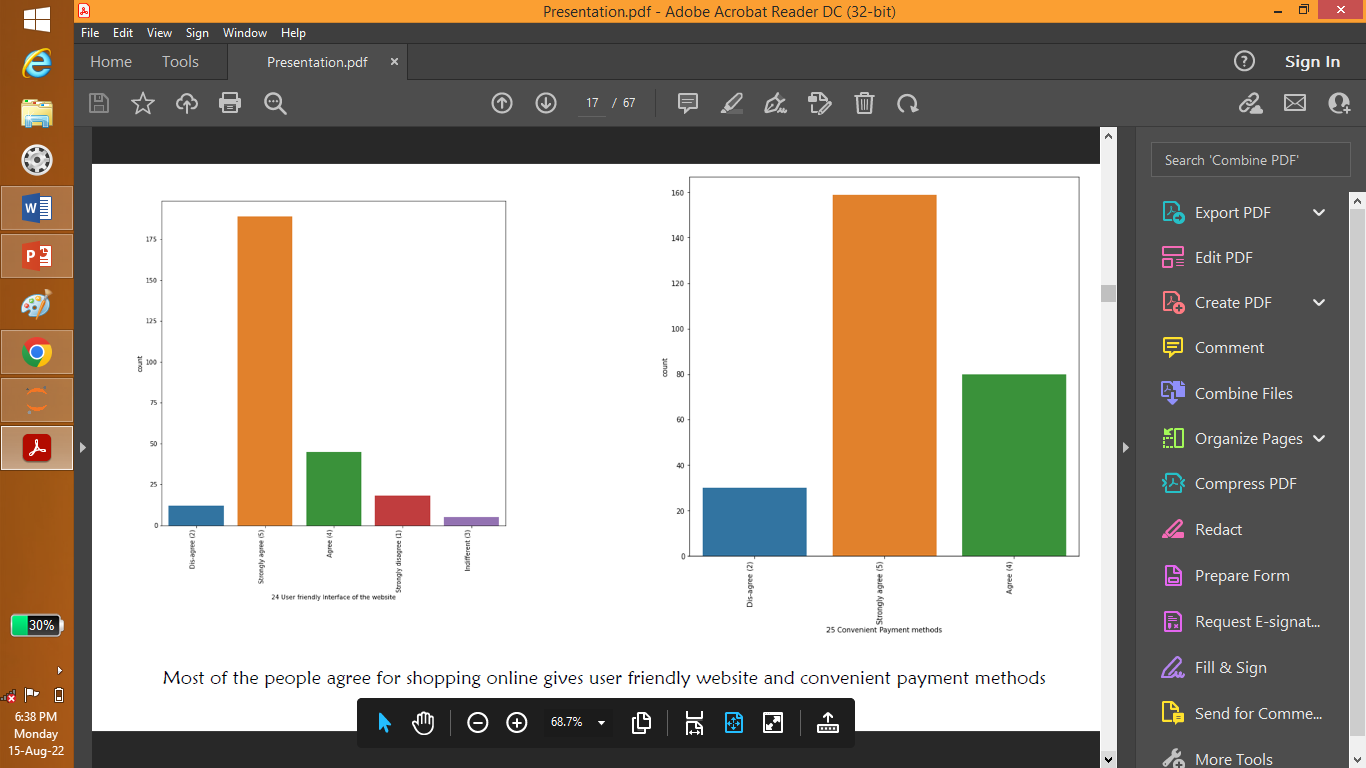 Presentation.pdf - Adobe Acrobat Reader DC (32-bit)
File Edit View Sign Window Help
Home Tools Presentation.pdf × ? Sign In
17 / 67
Search 'Combine PDF'
Export PDF
Edit PDF
Create PDF
Comment
Combine Files
Organize Pages
Compress PDF
Redact
Prepare Form
Request E-signat...
Fill & Sign
Send for Comme...
More Tools
175
150
125
100
75
50
25
0
count
Dis-agree (2)
Strongly agree (5)
Agree (4)
Strongly disagree (1)
Indifferent (3)
24 User friendly Interface of the website
160
140
120
100
80
60
40
20
0
count
Dis-agree (2)
Strongly agree (5)
Agree (4)
25 Convenient Payment methods
Most of the people agree for shopping online gives user friendly website and convenient payment methods
68.7%
W
P
30%
6:38 PM
Monday
15-Aug-22